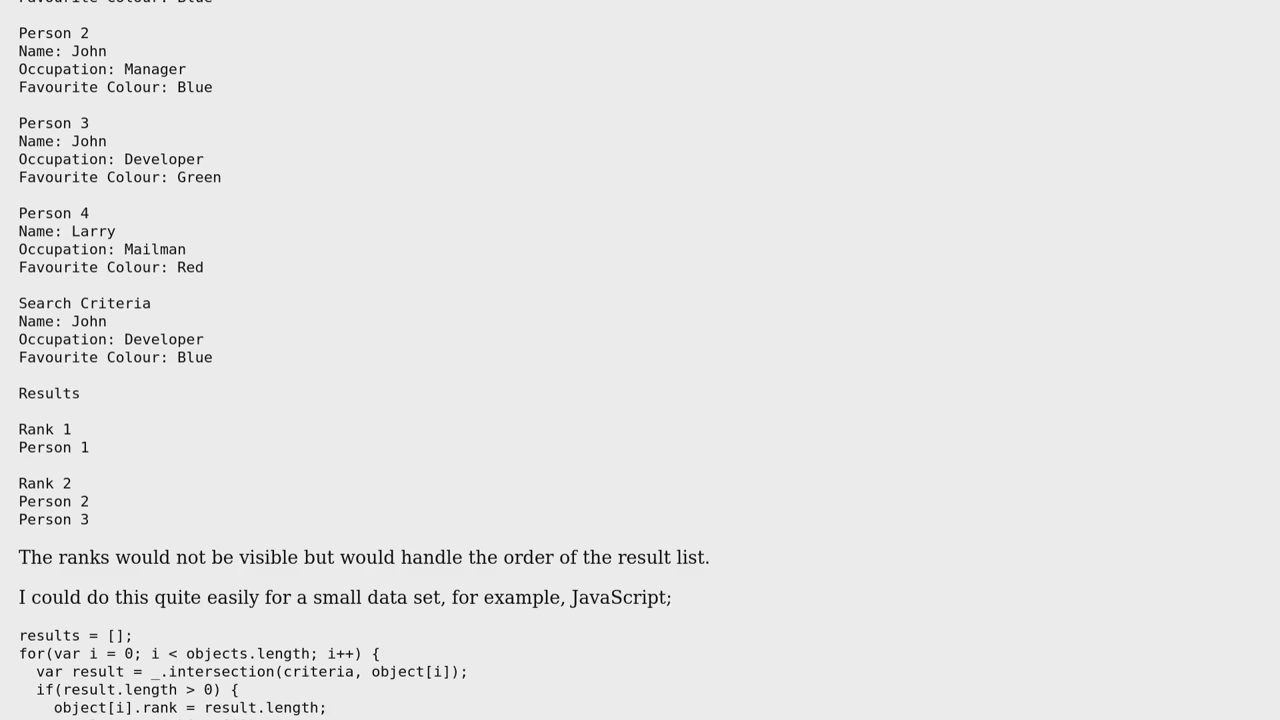 Favourite Colour: Blue
Person 2
Name: John
Occupation: Manager
Favourite Colour: Blue
Person 3
Name: John
Occupation: Developer
Favourite Colour: Green
Person 4
Name: Larry
Occupation: Mailman
Favourite Colour: Red
Search Criteria
Name: John
Occupation: Developer
Favourite Colour: Blue
Results
Rank 1
Person 1
Rank 2
Person 2
Person 3
The ranks would not be visible but would handle the order of the result list.
I could do this quite easily for a small data set, for example, JavaScript;
results = [];
for(var i = 0; i < objects.length; i++) {
  var result = _.intersection(criteria, object[i]);
  if(result.length > 0) {
    object[i].rank = result.length;